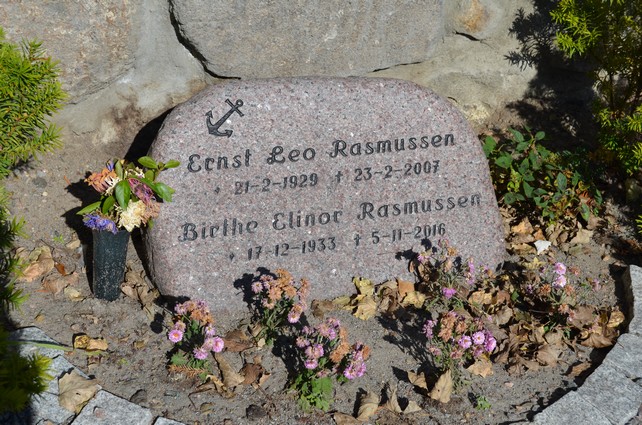 Ernst Leo Rasmussen
* 21-2-1929 † 23-2-2007
Birthe Elinor Rasmussen
* 17-12-1933 † 5-11-2016